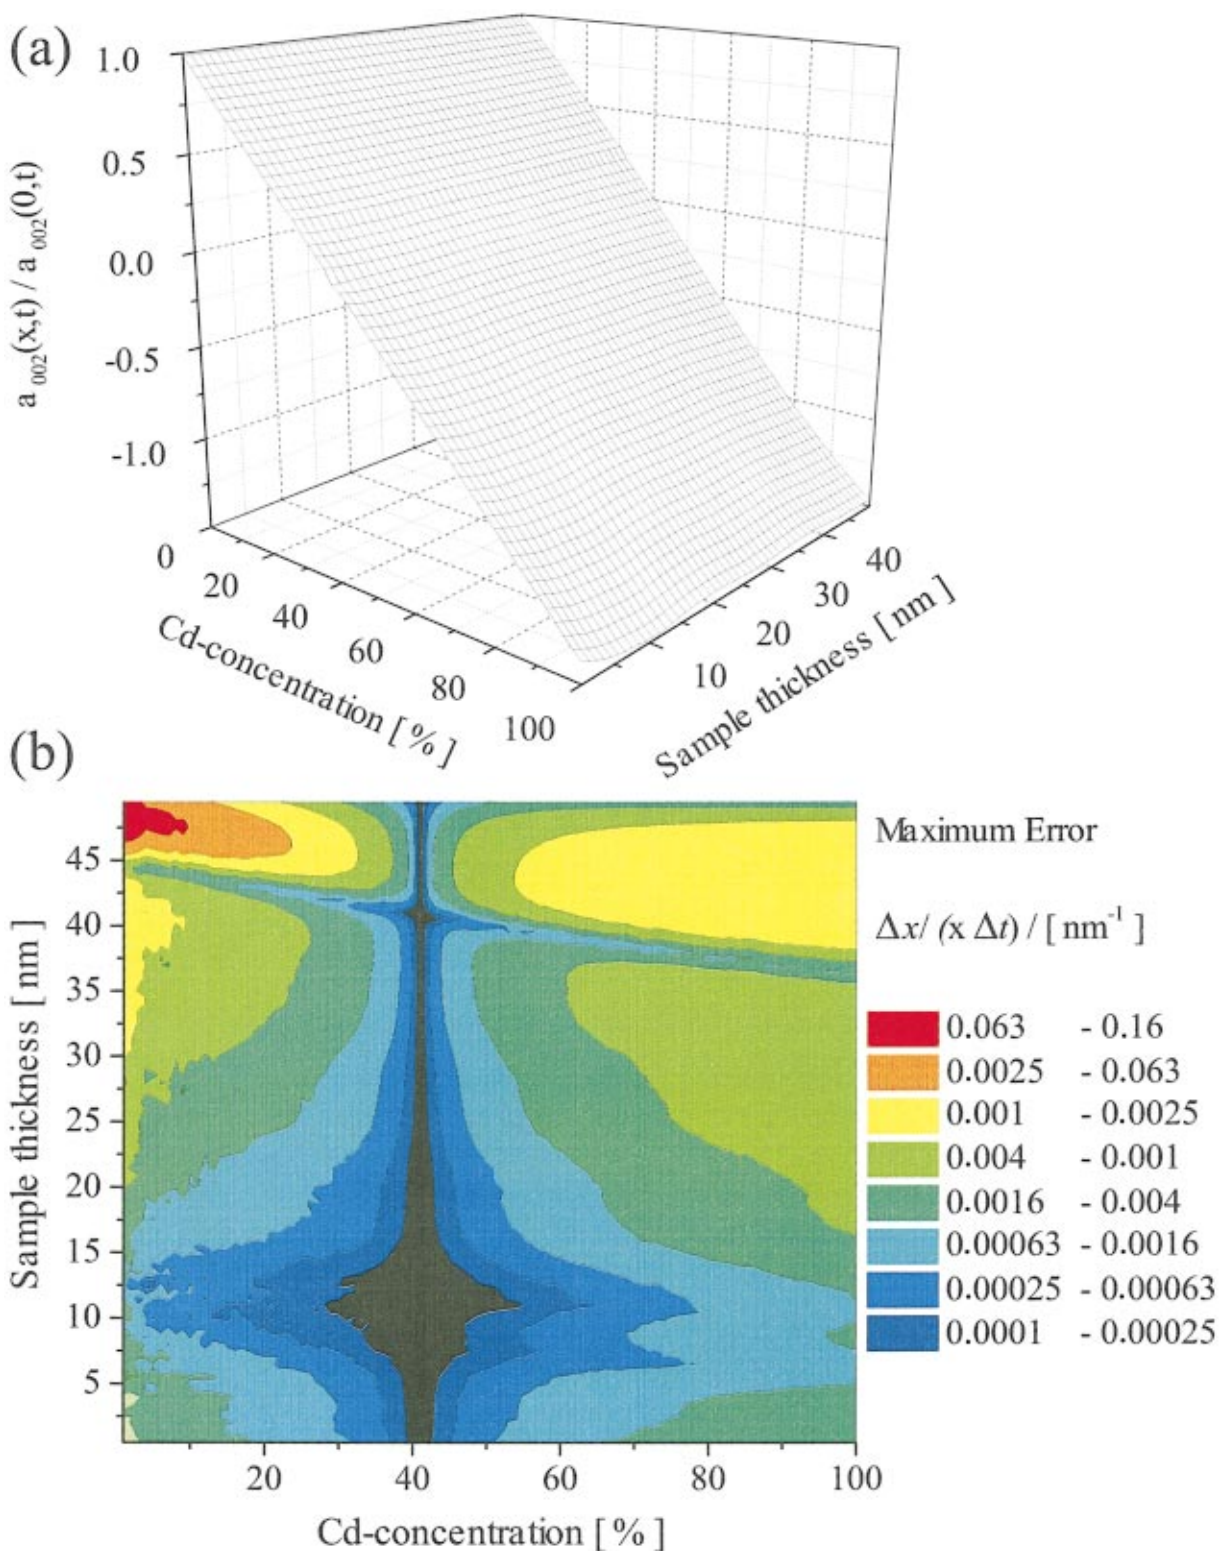 (a)
1.0
0.5
0.0
-0.5
-1.0
a 002(x,t) / a 002(0,t)
0
20
40
60
80
100
Cd-concentration [ % ]
10
20
30
40
Sample thickness [ nm ]
(b)
45
40
35
30
25
20
15
10
5
Sample thickness [ nm ]
20
40
60
80
100
Cd-concentration [ % ]
Maximum Error
Δx/ (x Δt) / [ nm-1 ]
0.063 - 0.16
0.0025 - 0.063
0.001 - 0.0025
0.004 - 0.001
0.0016 - 0.004
0.00063 - 0.0016
0.00025 - 0.00063
0.0001 - 0.00025